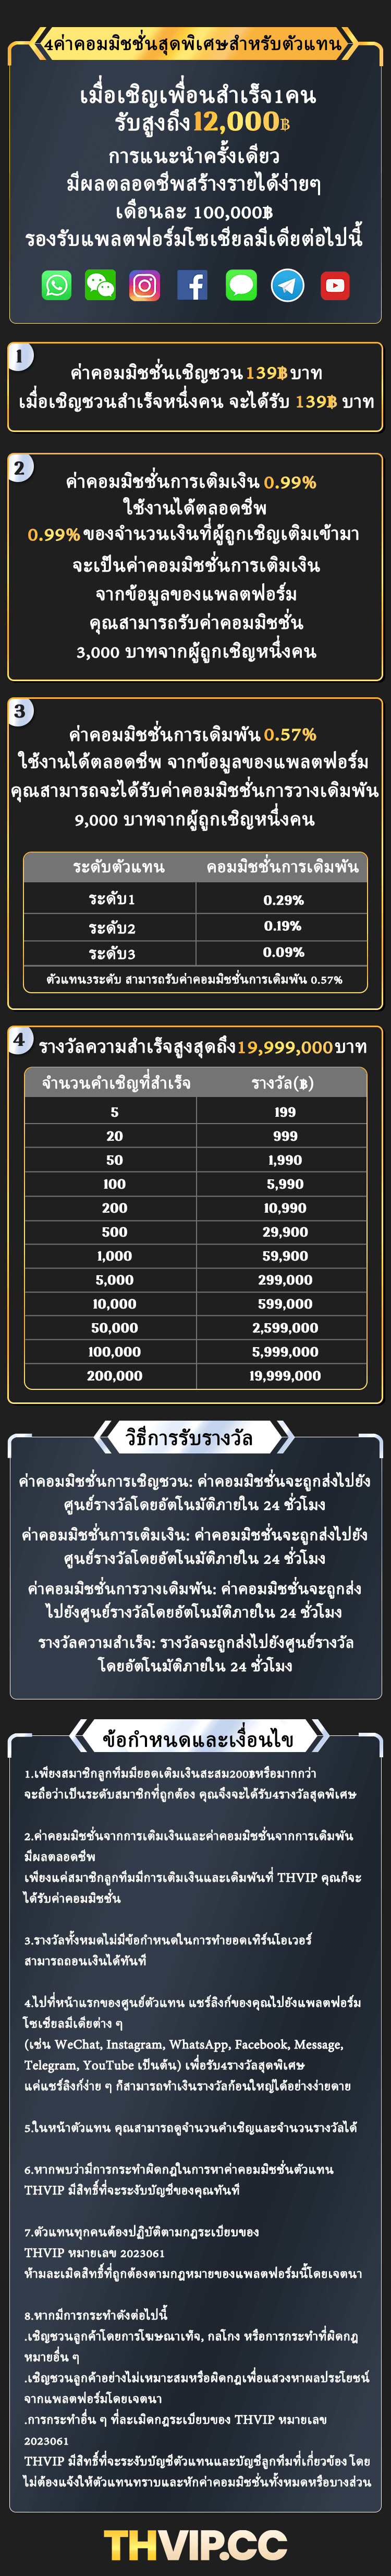 4ค่าคอมมิชชั่นสุดพิเศษสำหรับตัวแทน
เมื่อเชิญเพื่อนสำเร็จ1คน
รับสูงถึง12,000฿
การแนะนำครั้งเดียว
มีผลตลอดชีพสร้างรายได้ง่ายๆ
เดือนละ 100,000฿
รองรับแพลตฟอร์มโซเชียลมีเดียต่อไปนี้
1
ค่าคอมมิชชั่นเชิญชวน139฿บาท
เมื่อเชิญชวนสำเร็จหนึ่งคน จะได้รับ 139฿ บาท
2
ค่าคอมมิชชั่นการเติมเงิน 0.99%
ใช้งานได้ตลอดชีพ
0.99%ของจำนวนเงินที่ผู้ถูกเชิญเติมเข้ามา
จะเป็นค่าคอมมิชชั่นการเติมเงิน
จากข้อมูลของแพลตฟอร์ม
คุณสามารถรับค่าคอมมิชชั่น
3,000 บาทจากผู้ถูกเชิญหนึ่งคน
3
ค่าคอมมิชชั่นการเดิมพัน0.57%
ใช้งานได้ตลอดชีพ จากข้อมูลของแพลตฟอร์ม
คุณสามารถจะได้รับค่าคอมมิชชั่นการวางเดิมพัน
9,000 บาทจากผู้ถูกเชิญหนึ่งคน
ระดับตัวแทน คอมมิชชั่นการเดิมพัน
ระดับ1 0.29%
ระดับ2 0.19%
ระดับ3 0.09%
ตัวแทน3ระดับ สามารถรับค่าคอมมิชชั่นการเดิมพัน 0.57%
4
รางวัลความสำเร็จสูงสุดถึง19,999,000บาท
จำนวนคำเชิญที่สำเร็จ รางวัล(฿)
5 199
20 999
50 1,990
100 5,990
200 10,990
500 29,900
1,000 59,900
5,000 299,000
10,000 599,000
50,000 2,599,000
100,000 5,999,000
200,000 19,999,000
วิธีการรับรางวัล
ค่าคอมมิชชั่นการเชิญชวน: ค่าคอมมิชชั่นจะถูกส่งไปยัง
ศูนย์รางวัลโดยอัตโนมัติภายใน 24 ชั่วโมง
ค่าคอมมิชชั่นการเติมเงิน: ค่าคอมมิชชั่นจะถูกส่งไปยัง
ศูนย์รางวัลโดยอัตโนมัติภายใน 24 ชั่วโมง
ค่าคอมมิชชั่นการวางเดิมพัน: ค่าคอมมิชชั่นจะถูกส่ง
ไปยังศูนย์รางวัลโดยอัตโนมัติภายใน 24 ชั่วโมง
รางวัลความสำเร็จ: รางวัลจะถูกส่งไปยังศูนย์รางวัล
โดยอัตโนมัติภายใน 24 ชั่วโมง
ข้อกำหนดและเงื่อนไข
1.เพียงสมาชิกลูกทีมมียอดเติมเงินสะสม200฿หรือมากกว่า
จะถือว่าเป็นระดับสมาชิกที่ถูกต้อง คุณจึงจะได้รับ4รางวัลสุดพิเศษ
2.ค่าคอมมิชชั่นจากการเติมเงินและค่าคอมมิชชั่นจากการเดิมพัน
มีผลตลอดชีพ
เพียงแค่สมาชิกลูกทีมมีการเติมเงินและเดิมพันที่ THVIP คุณก็จะ
ได้รับค่าคอมมิชชั่น
3.รางวัลทั้งหมดไม่มีข้อกำหนดในการทำยอดเทิร์นโอเวอร์
สามารถถอนเงินได้ทันที
4.ไปที่หน้าแรกของศูนย์ตัวแทน แชร์ลิงก์ของคุณไปยังแพลตฟอร์ม
โซเชียลมีเดียต่าง ๆ
(เช่น WeChat, Instagram, WhatsApp, Facebook, Message,
Telegram, YouTube เป็นต้น) เพื่อรับ4รางวัลสุดพิเศษ
แค่แชร์ลิงก์ง่าย ๆ ก็สามารถทำเงินรางวัลก้อนใหญ่ได้อย่างง่ายดาย
5.ในหน้าตัวแทน คุณสามารถดูจำนวนคำเชิญและจำนวนรางวัลได้
6.หากพบว่ามีการกระทำผิดกฎในการหาค่าคอมมิชชั่นตัวแทน
THVIP มีสิทธิ์ที่จะระงับบัญชีของคุณทันที
7.ตัวแทนทุกคนต้องปฏิบัติตามกฎระเบียบของ
THVIP หมายเลข 2023061
ห้ามละเมิดสิทธิ์ที่ถูกต้องตามกฎหมายของแพลตฟอร์มนี้โดยเจตนา
8.หากมีการกระทำดังต่อไปนี้
.เชิญชวนลูกค้าโดยการโฆษณาเท็จ, กลโกง หรือการกระทำที่ผิดกฎ
หมายอื่น ๆ
.เชิญชวนลูกค้าอย่างไม่เหมาะสมหรือผิดกฎเพื่อแสวงหาผลประโยชน์
จากแพลตฟอร์มโดยเจตนา
.การกระทำอื่น ๆ ที่ละเมิดกฎระเบียบของ THVIP หมายเลข
2023061
THVIP มีสิทธิ์ที่จะระงับบัญชีตัวแทนและบัญชีลูกทีมที่เกี่ยวข้อง โดย
ไม่ต้องแจ้งให้ตัวแทนทราบและหักค่าคอมมิชชั่นทั้งหมดหรือบางส่วน
THVIP.CC